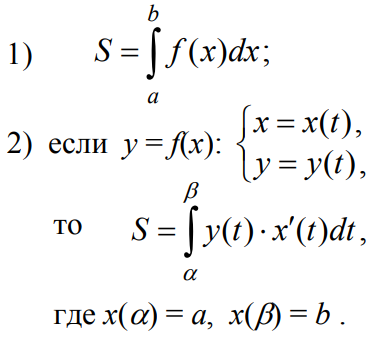 1) S = ∫_a^b f(x)dx;
2) если y = f(x): { x = x(t), y = y(t),
то S = ∫_α^β y(t) · x′(t)dt,
где x(α) = a, x(β) = b .